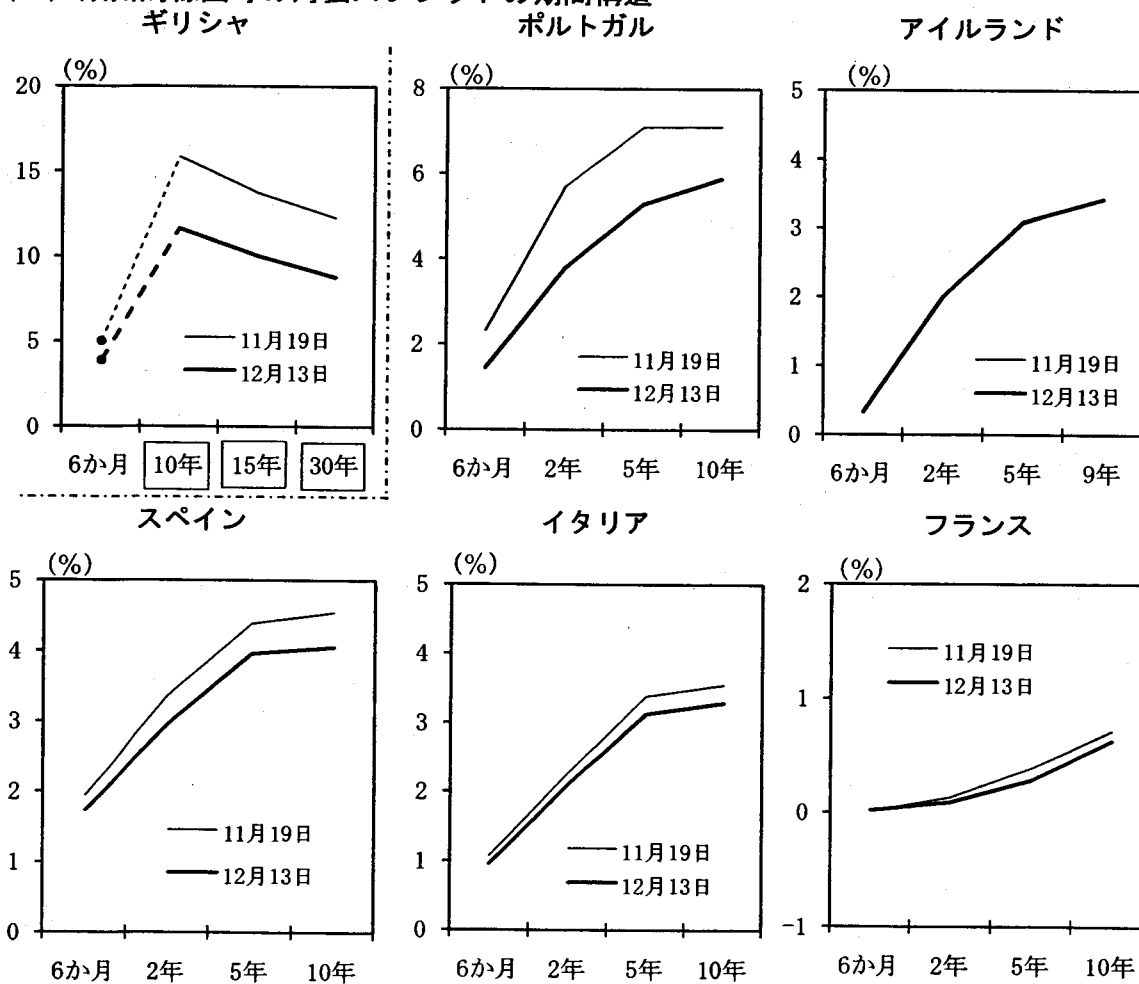 の期間構造
ギリシャ
(%)
20
15
10
5
0
11月19日
12月13日
6か月 10年 15年 30年
ポルトガル
(%)
8
6
4
2
0
11月19日
12月13日
6か月 2年 5年 10年
アイルランド
(%)
5
4
3
2
1
0
11月19日
12月13日
6か月 2年 5年 9年
スペイン
(%)
5
4
3
2
1
0
11月19日
12月13日
6か月 2年 5年 10年
イタリア
(%)
5
4
3
2
1
0
11月19日
12月13日
6か月 2年 5年 10年
フランス
(%)
2
1
0
-1
11月19日
12月13日
6か月 2年 5年 10年